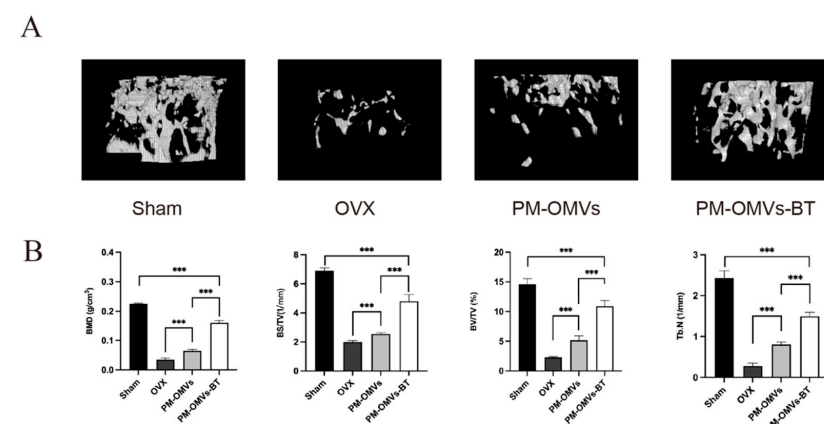 A
Sham
OVX
PM-OMVs
PM-OMVs-BT
B
BMD (g/cm³)
0.4
0.3
0.2
0.1
0.0
***
***
***
Sham
OVX
PM-OMVs
PM-OMVs-BT
BS/TV(1/mm)
8
6
4
2
0
***
***
***
Sham
OVX
PM-OMVs
PM-OMVs-BT
BV/TV (%)
20
15
10
5
0
***
***
***
Sham
OVX
PM-OMVs
PM-OMVs-BT
Tb.N (1/mm)
3
2
1
0
***
***
***
Sham
OVX
PM-OMVs
PM-OMVs-BT